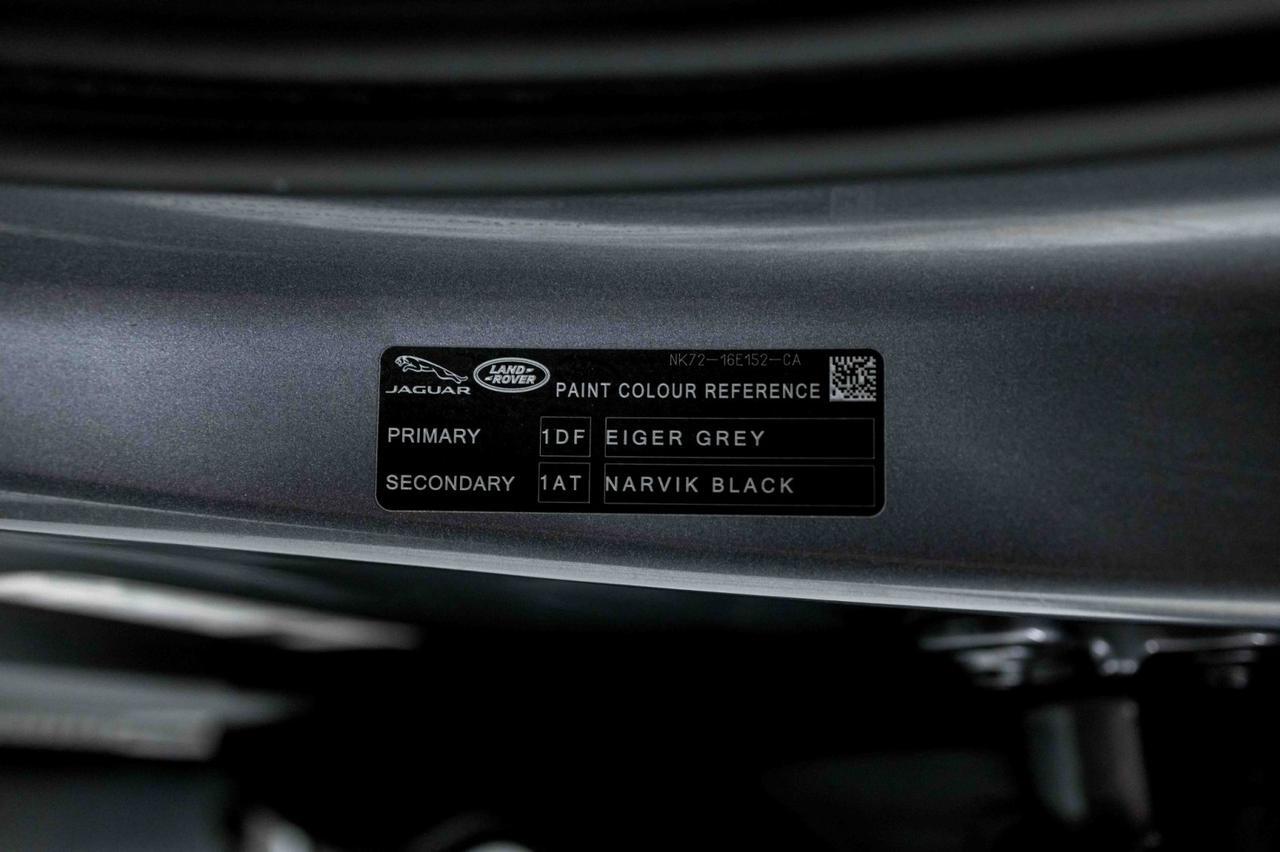 NK72-16E152-CA
JAGUAR LAND ROVER PAINT COLOUR REFERENCE
PRIMARY 1DF EIGER GREY
SECONDARY 1AT NARVIK BLACK